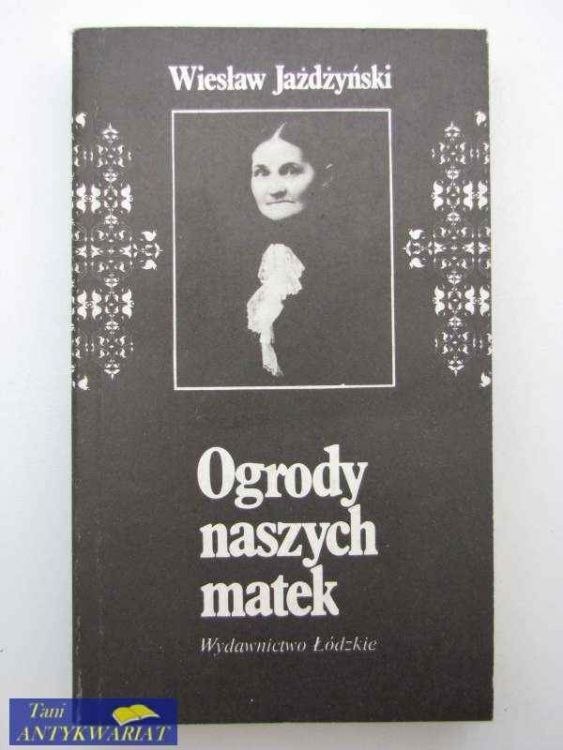 Wiesław Jażdżyński
Ogrody
naszych
matek
Wydawnictwo Łódzkie
Tani
ANTYKWARIAT